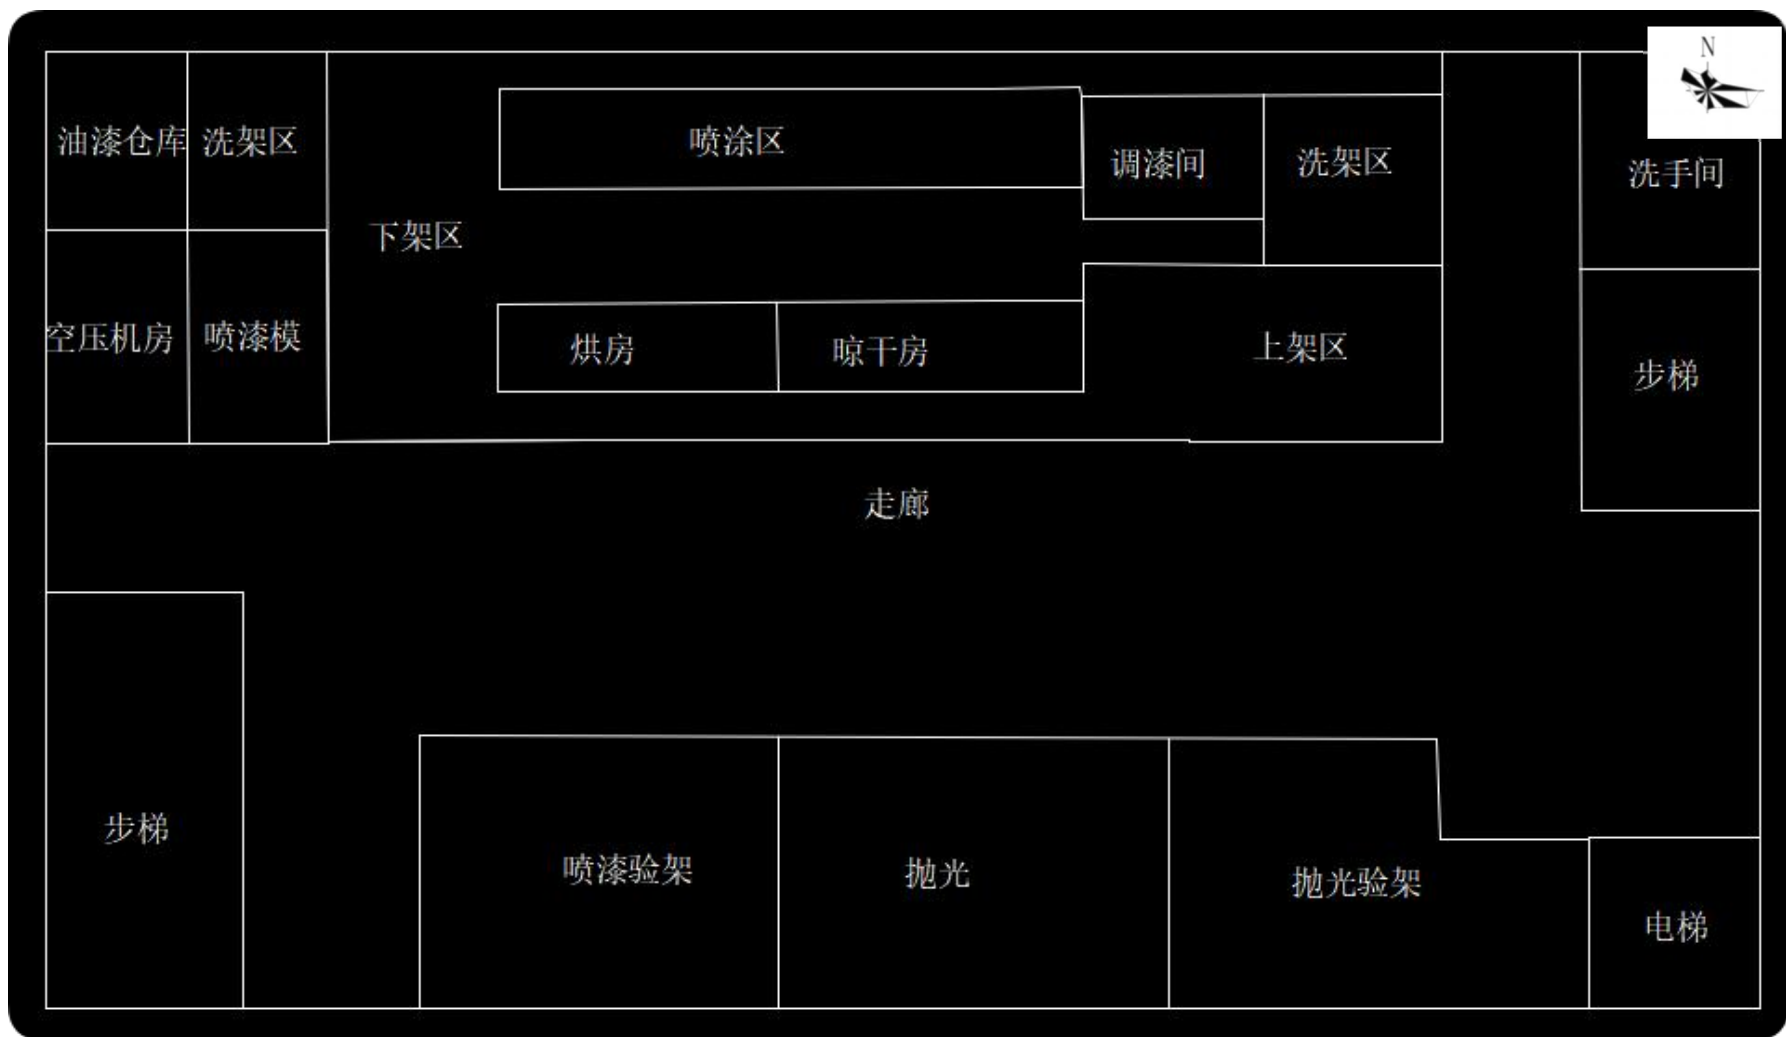 N
油漆仓库
洗架区
喷涂区
调漆间
洗架区
洗手间
下架区
空压机房
喷漆模
烘房
晾干房
上架区
步梯
走廊
步梯
喷漆验架
抛光
抛光验架
电梯